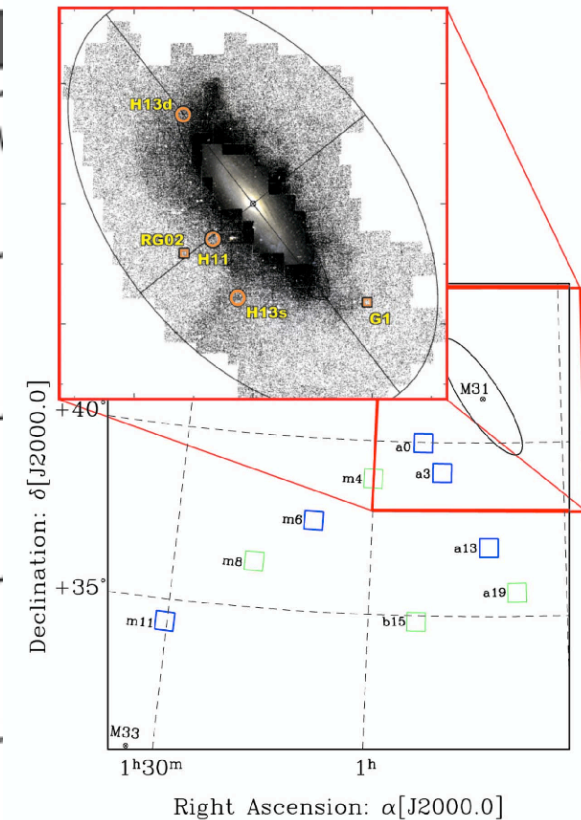 H13d
RG02
H11
H13s
G1
M31
+40°
a0
a3
m4
m6
a13
m8
a19
+35°
m11
b15
M33
1ʰ30ᵐ
1ʰ
Declination: δ[J2000.0]
Right Ascension: α[J2000.0]